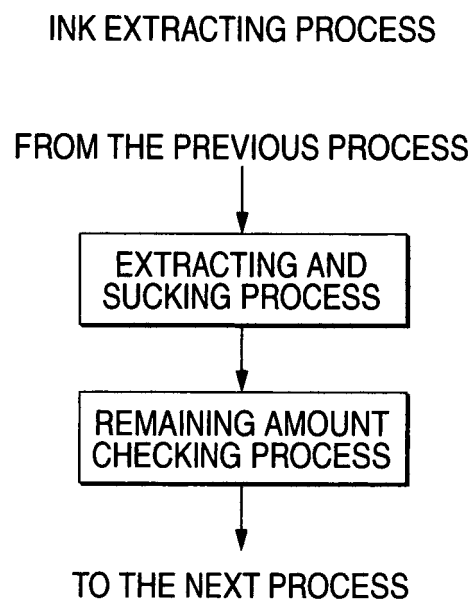 INK EXTRACTING PROCESS
FROM THE PREVIOUS PROCESS
EXTRACTING AND
SUCKING PROCESS
REMAINING AMOUNT
CHECKING PROCESS
TO THE NEXT PROCESS